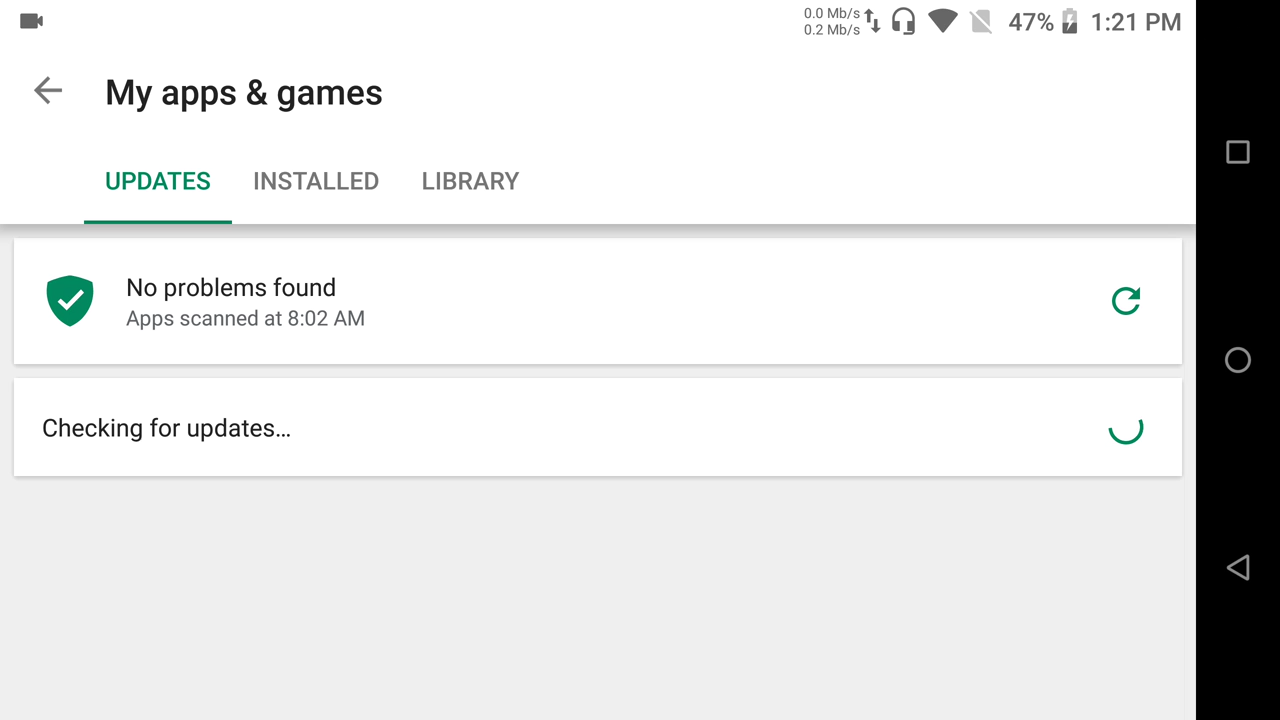 0.0 Mb/s
0.2 Mb/s
47%
1:21 PM
My apps & games
UPDATES
INSTALLED
LIBRARY
No problems found
Apps scanned at 8:02 AM
Checking for updates...